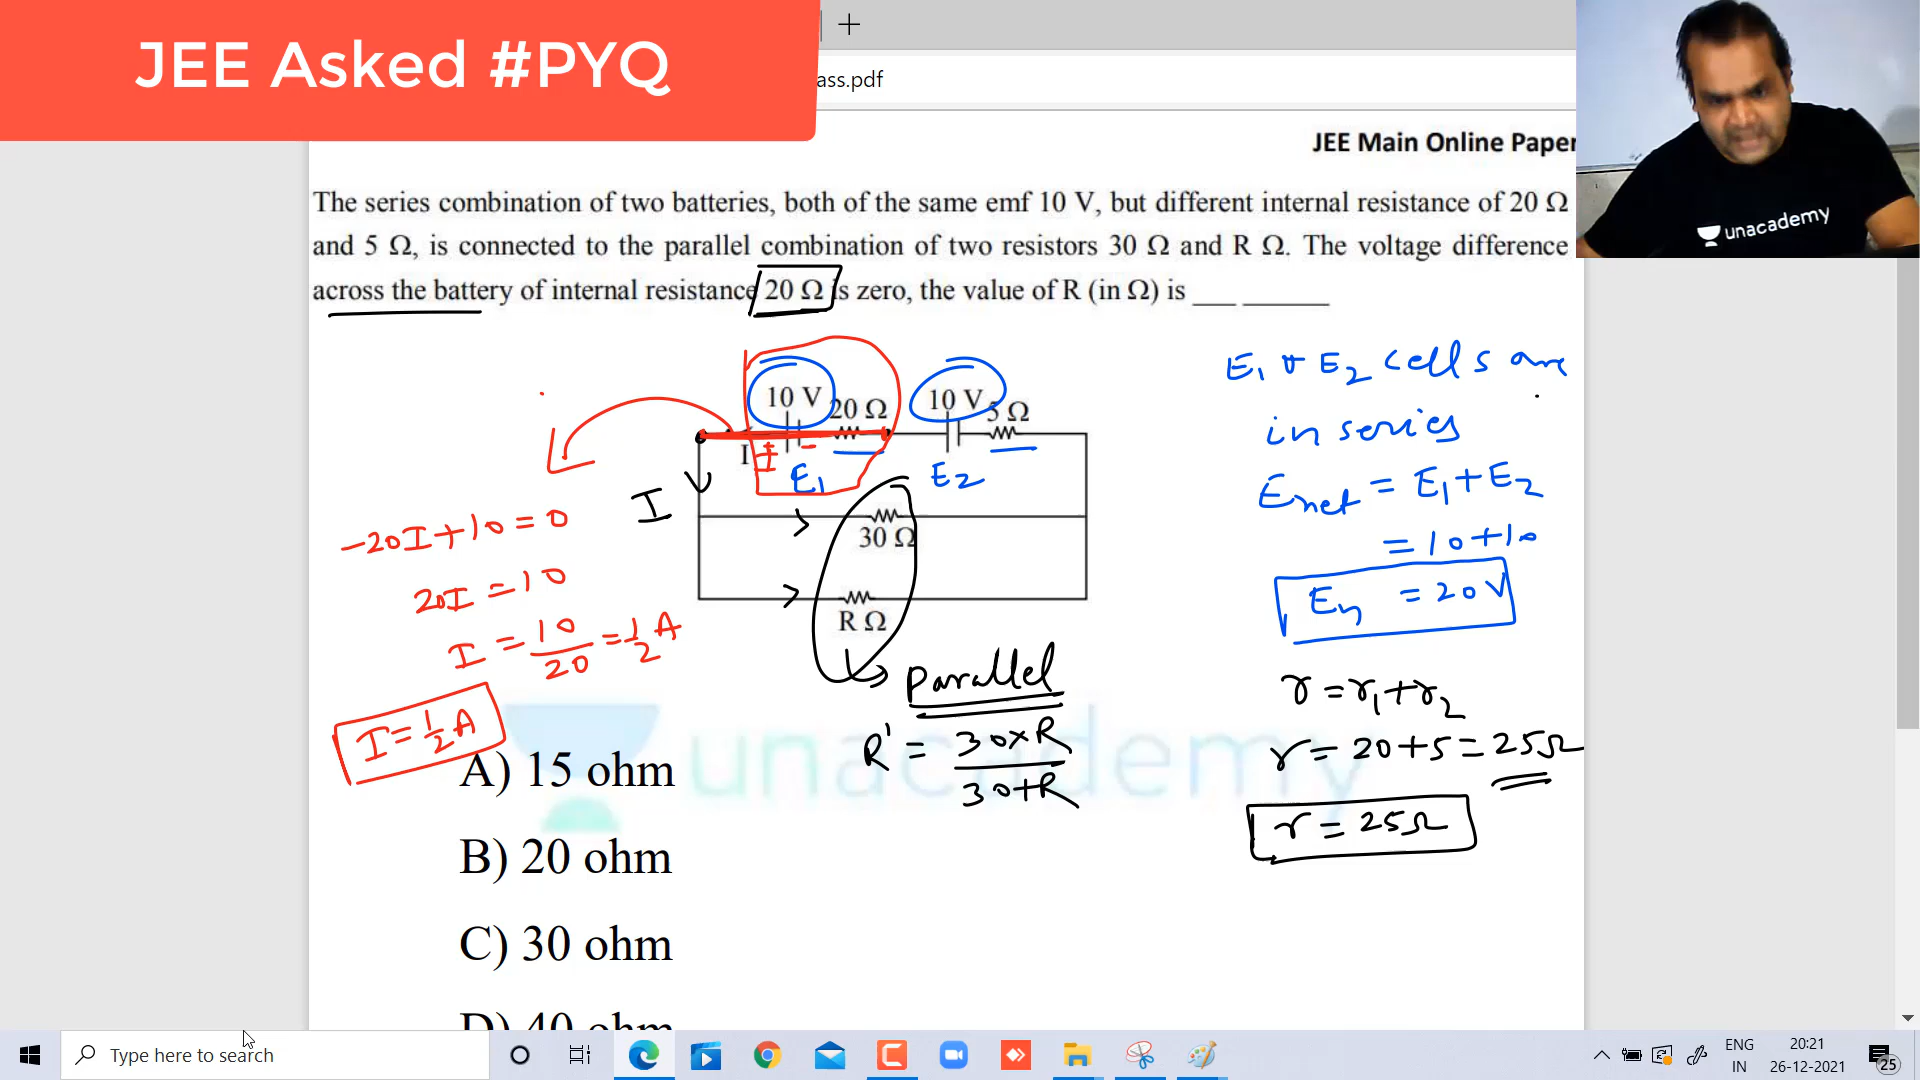 JEE Asked #PYQ
ass.pdf
JEE Main Online Paper
unacademy
The series combination of two batteries, both of the same emf 10 V, but different internal resistance of 20 Ω
and 5 Ω, is connected to the parallel combination of two resistors 30 Ω and R Ω. The voltage difference
across the battery of internal resistance 20 Ω is zero, the value of R (in Ω) is ___ ______
10 V
20 Ω
10 V
5 Ω
I
+ -
E₁
E₂
I
30 Ω
R Ω
-20I+10=0
20I=10
I = 10/20 = 1/2 A
I = 1/2 A
E₁ & E₂ cells are
in series
Enet = E₁+E₂
= 10+10
En = 20V
r = r₁+r₂
r = 20+5 = 25Ω
r = 25Ω
Parallel
R' = 30×R/30+R
unacademy
A) 15 ohm
B) 20 ohm
C) 30 ohm
D) 40 ohm
Type here to search
ENG
IN
20:21
26-12-2021
25